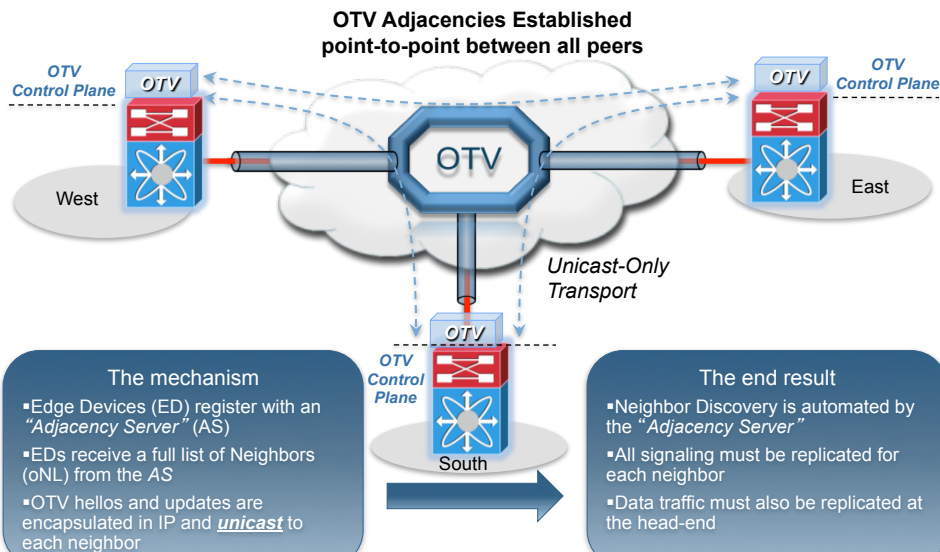 OTV Adjacencies Established
point-to-point between all peers
OTV
Control Plane
OTV
OTV
OTV
Control Plane
OTV
West
East
Unicast-Only
Transport
OTV
OTV
Control
Plane
South
The mechanism
▪Edge Devices (ED) register with an
“Adjacency Server” (AS)
▪EDs receive a full list of Neighbors
(oNL) from the AS
▪OTV hellos and updates are
encapsulated in IP and unicast to
each neighbor
The end result
▪Neighbor Discovery is automated by
the “Adjacency Server”
▪All signaling must be replicated for
each neighbor
▪Data traffic must also be replicated at
the head-end